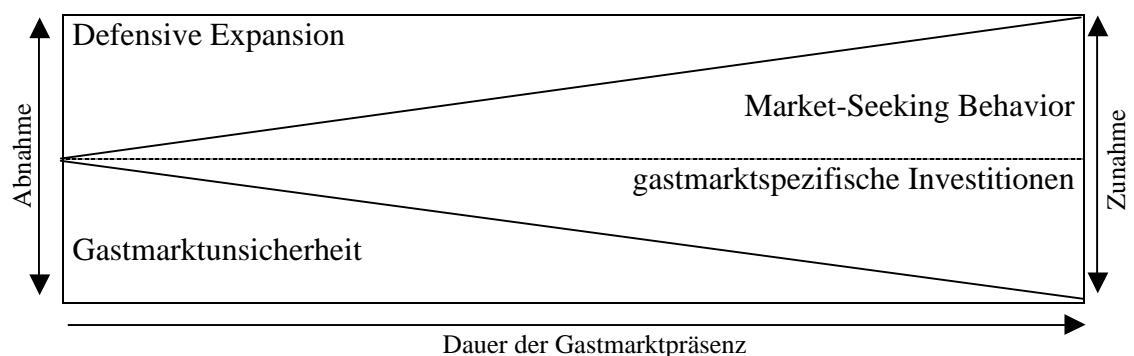 Defensive Expansion
Market-Seeking Behavior
Abnahme
Zunahme
gastmarktspezifische Investitionen
Gastmarktunsicherheit
Dauer der Gastmarktpräsenz